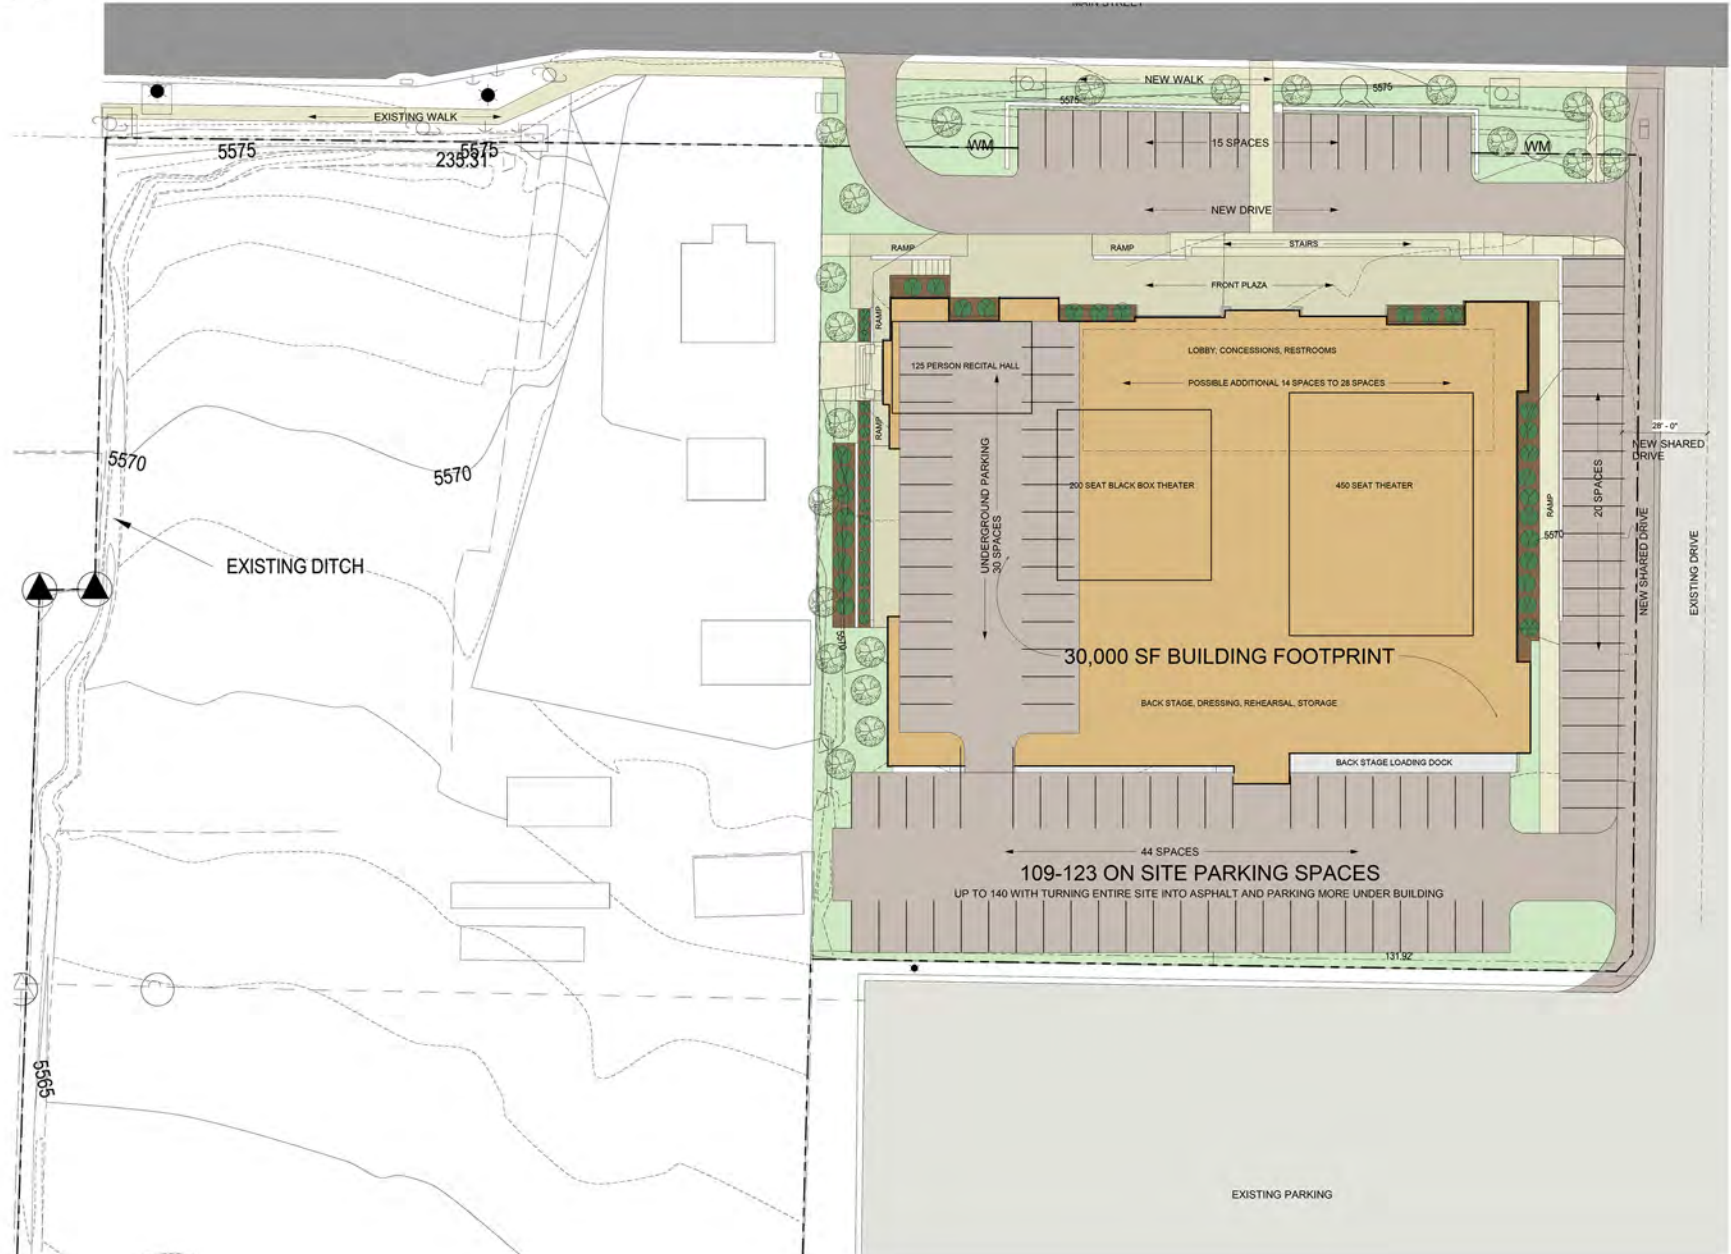 MAIN STREET
NEW WALK
5575
5575
EXISTING WALK
5575
5575
235.31
WM
15 SPACES
WM
NEW DRIVE
RAMP
RAMP
STAIRS
FRONT PLAZA
RAMP
LOBBY, CONCESSIONS, RESTROOMS
125 PERSON RECITAL HALL
POSSIBLE ADDITIONAL 14 SPACES TO 28 SPACES
RAMP
28' - 0"
NEW SHARED
DRIVE
5570
5570
UNDERGROUND PARKING
30 SPACES
200 SEAT BLACK BOX THEATER
450 SEAT THEATER
RAMP
20 SPACES
5570
NEW SHARED DRIVE
EXISTING DRIVE
EXISTING DITCH
5570
30,000 SF BUILDING FOOTPRINT
BACK STAGE, DRESSING, REHEARSAL, STORAGE
BACK STAGE LOADING DOCK
44 SPACES
109-123 ON SITE PARKING SPACES
UP TO 140 WITH TURNING ENTIRE SITE INTO ASPHALT AND PARKING MORE UNDER BUILDING
131.92'
5565
EXISTING PARKING